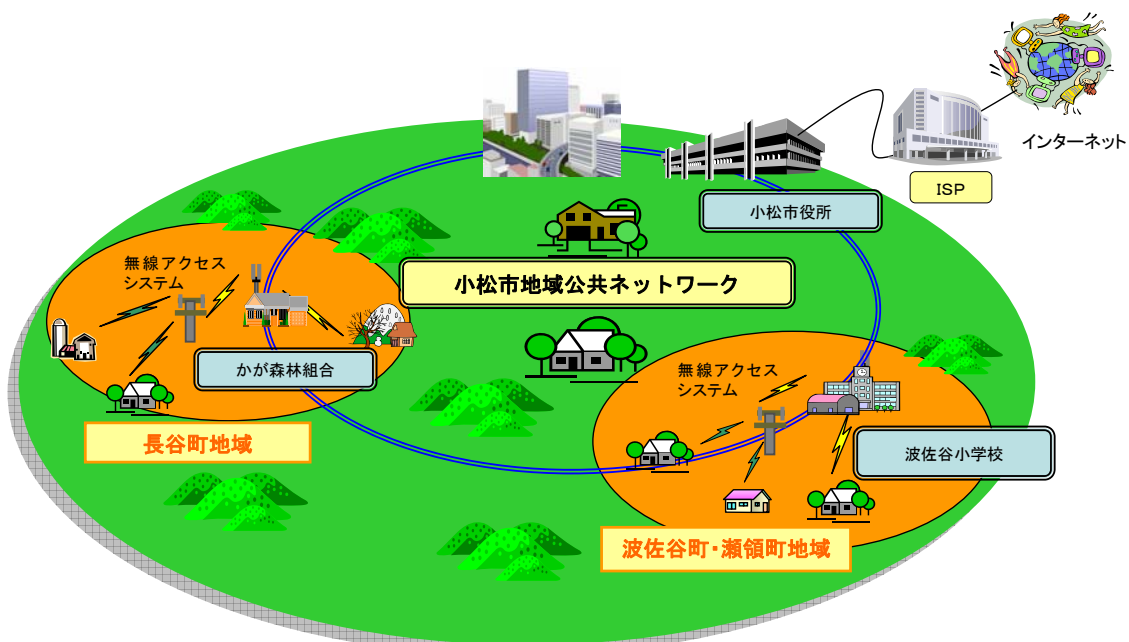 インターネット
ISP
小松市役所
無線アクセス
システム
小松市地域公共ネットワーク
かが森林組合
無線アクセス
システム
長谷町地域
波佐谷小学校
波佐谷町・瀬領町地域